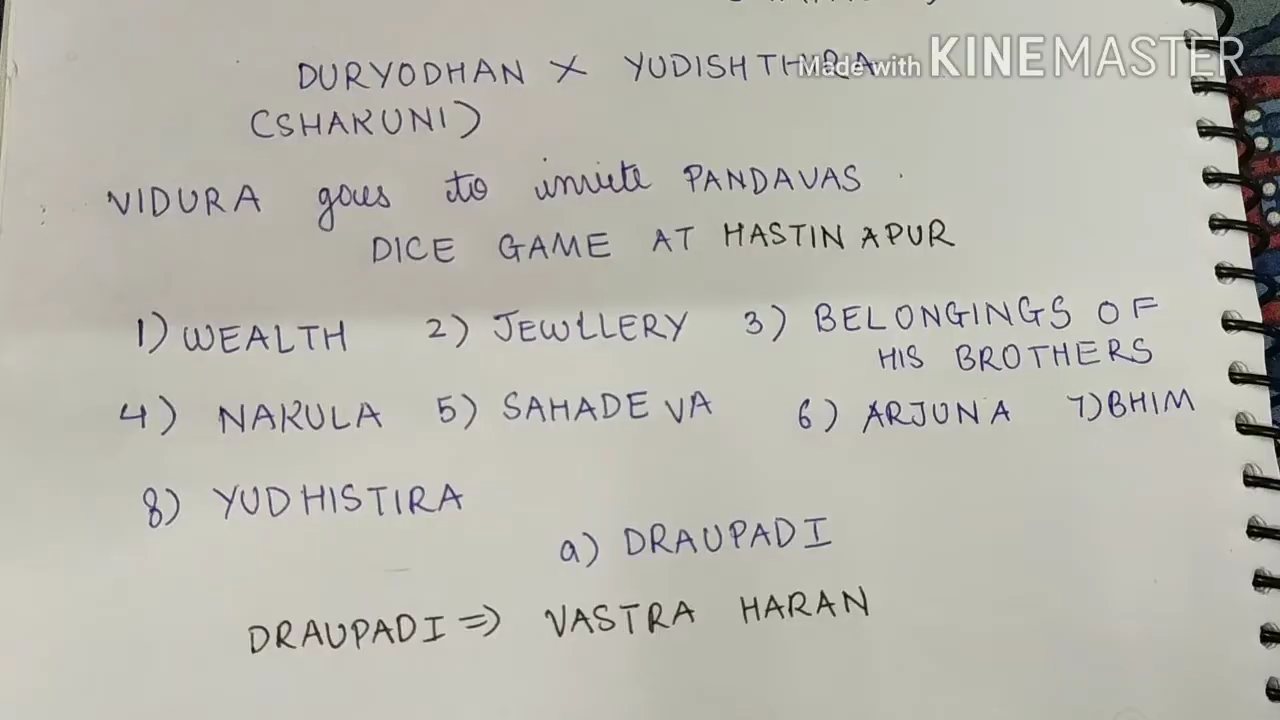 DURYODHAN X YUDISHTHIRA
Made with KINEMASTER
(SHAKUNI)
VIDURA goes to invite PANDAVAS
DICE GAME AT HASTINAPUR
1) WEALTH 2) JEWLLERY 3) BELONGINGS OF
HIS BROTHERS
4) NAKULA 5) SAHADEVA 6) ARJUNA 7) BHIM
8) YUDHISTIRA
a) DRAUPADI
DRAUPADI => VASTRA HARAN